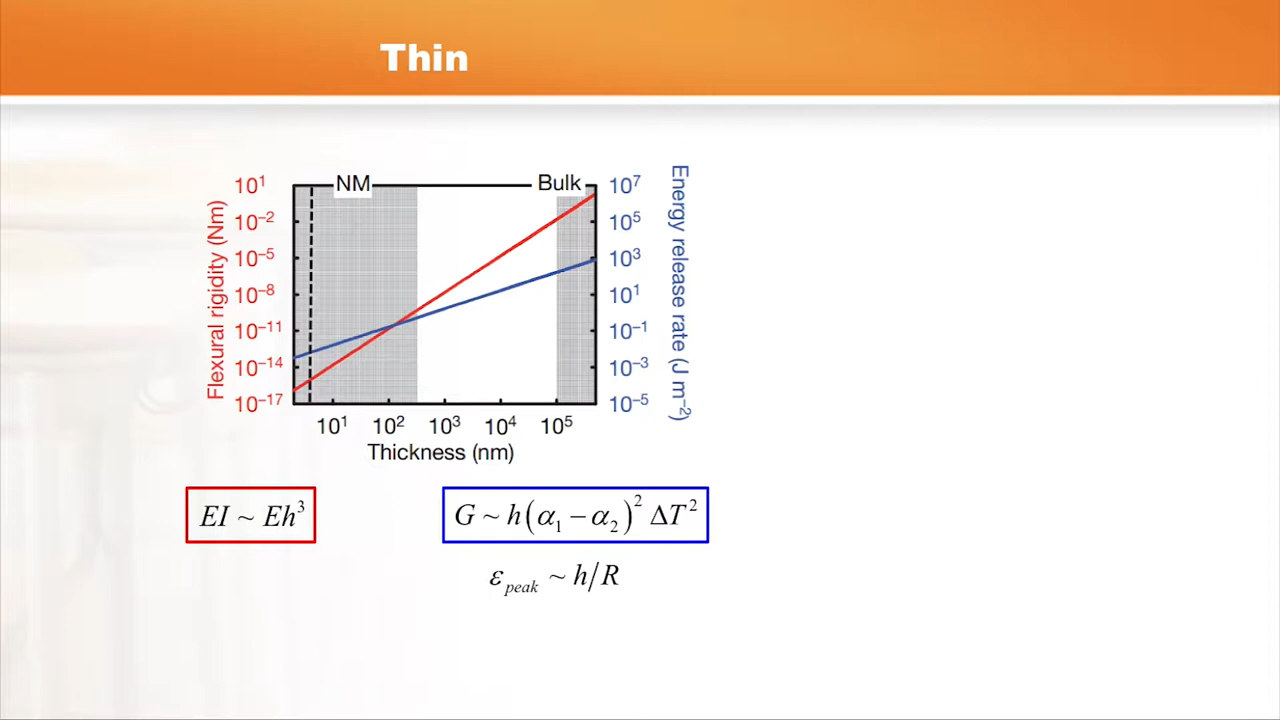 Thin
NM
Bulk
Flexural rigidity (Nm)
10¹
10⁻²
10⁻⁵
10⁻⁸
10⁻¹¹
10⁻¹⁴
10⁻¹⁷
10⁷
10⁵
10³
10¹
10⁻¹
10⁻³
10⁻⁵
Energy release rate (J m⁻²)
10¹ 10² 10³ 10⁴ 10⁵
Thickness (nm)
EI ~ Eh³
G ~ h(α₁ − α₂)² ΔT²
ε_peak ~ h/R